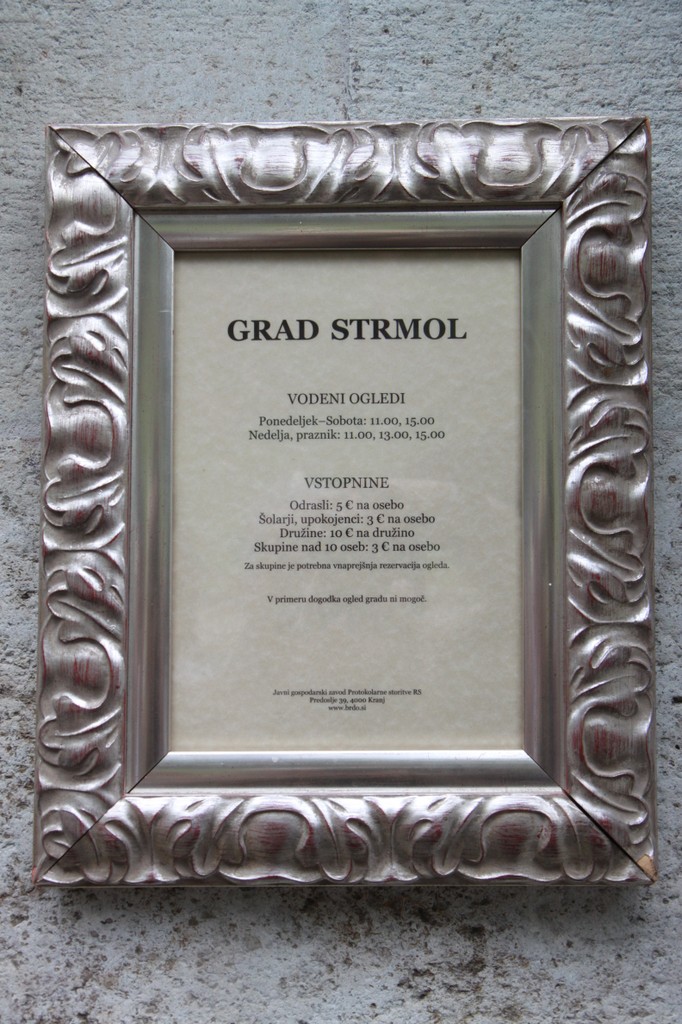 GRAD STRMOL
VODENI OGLEDI
Ponedeljek–Sobota: 11.00, 15.00
Nedelja, praznik: 11.00, 13.00, 15.00
VSTOPNINE
Odrasli: 5 € na osebo
Šolarji, upokojenci: 3 € na osebo
Družine: 10 € na družino
Skupine nad 10 oseb: 3 € na osebo
Za skupine je potrebna vnaprejšnja rezervacija ogleda.
V primeru dogodka ogled gradu ni mogoč.
Javni gospodarski zavod Protokolarne storitve RS
Predoslje 39, 4000 Kranj
www.brdo.si